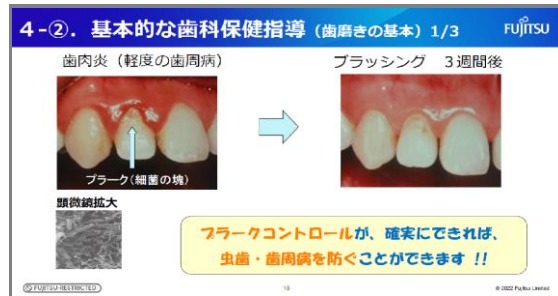 4-②．基本的な歯科保健指導（歯磨きの基本）1/3
FUJITSU
歯肉炎（軽度の歯周病）
ブラッシング　３週間後
プラーク（細菌の塊）
顕微鏡拡大
プラークコントロールが、確実にできれば、
虫歯・歯周病を防ぐことができます !!
FUJITSU-RESTRICTED
© 2022 Fujitsu Limited